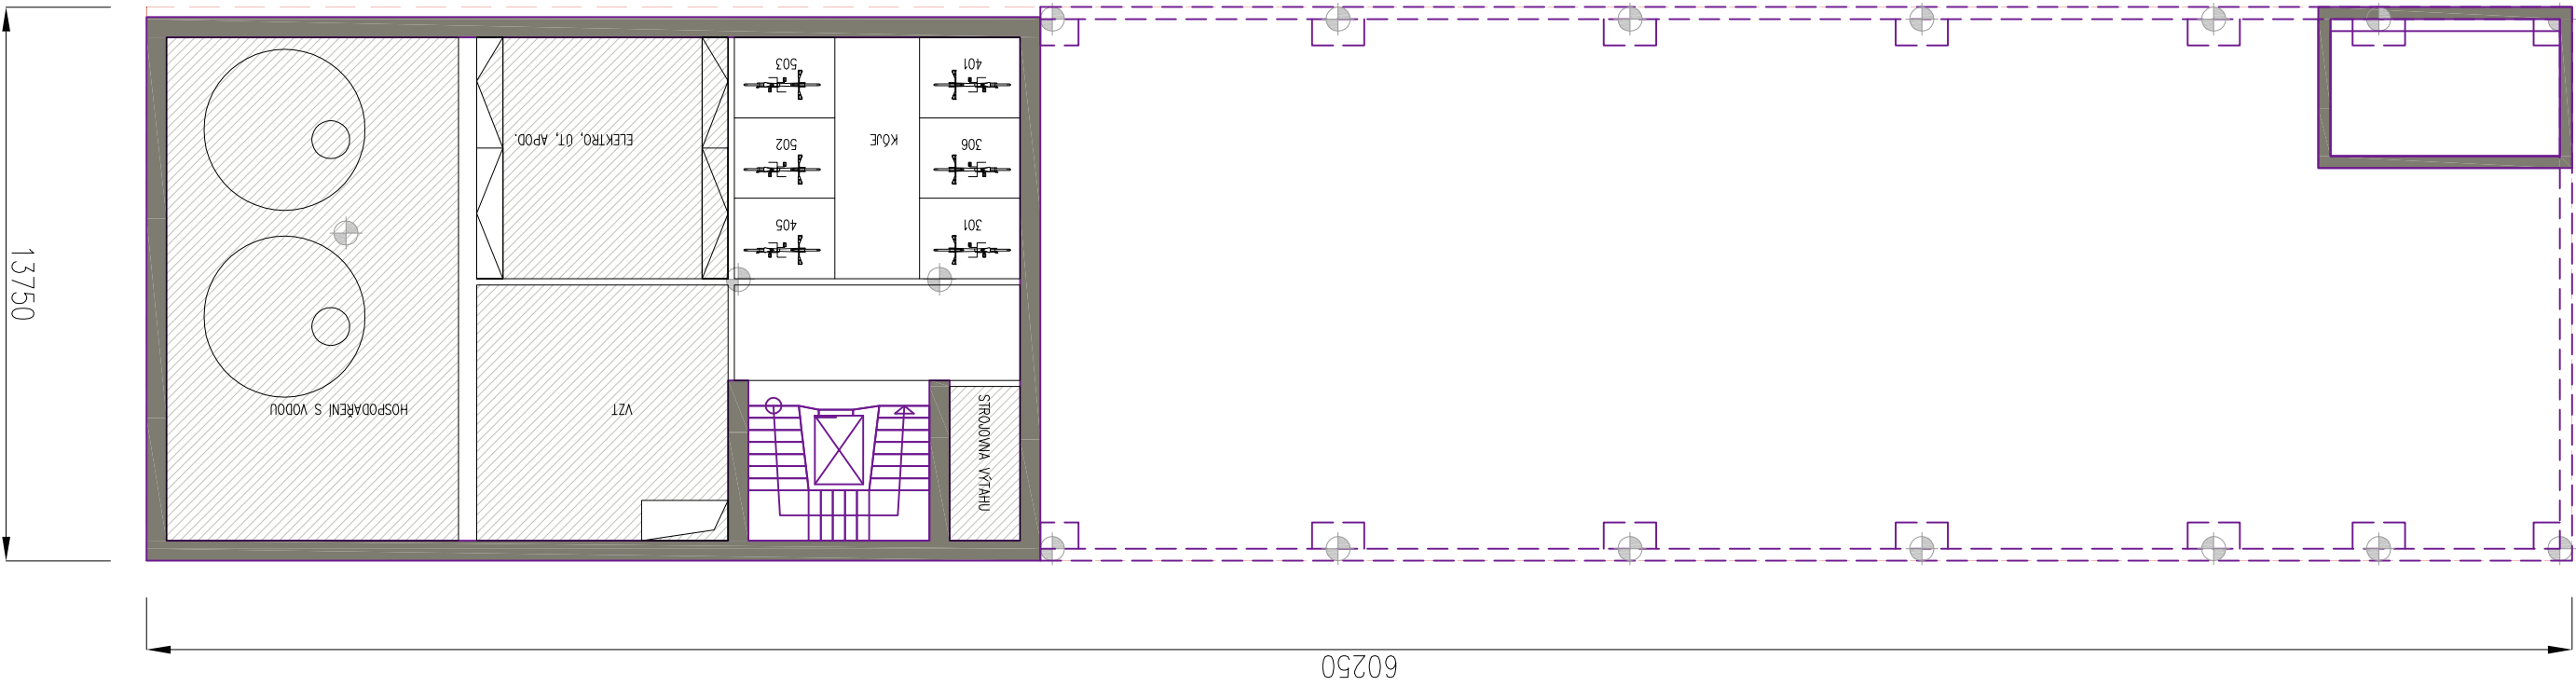 503
401
ELEKTRO, ÚT, APOD.
KÓJE
502
306
405
301
13750
HOSPODAŘENÍ S VODOU
VZT
STROJOVNA VÝTAHU
60250